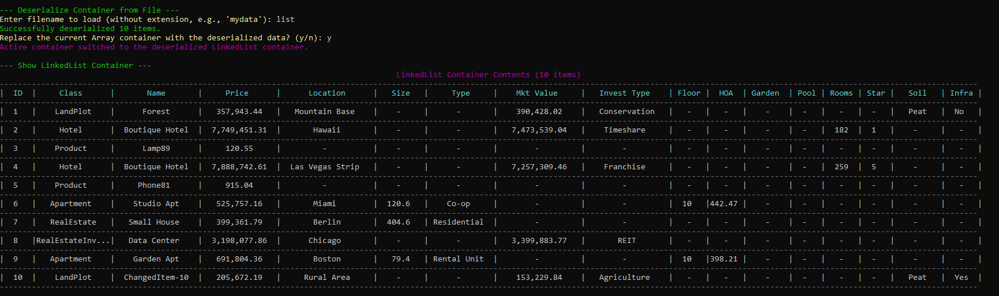 --- Deserialize Container from File ---
Enter filename to load (without extension, e.g., 'mydata'): list
Successfully deserialized 10 items.
Replace the current Array container with the deserialized data? (y/n): y
Active container switched to the deserialized LinkedList container.
--- Show LinkedList Container ---
LinkedList Container Contents (10 items)
| ID | Class | Name | Price | Location | Size | Type | Mkt Value | Invest Type | Floor | HOA | Garden | Pool | Rooms | Star | Soil | Infra |
| 1 | LandPlot | Forest | 357,943.44 | Mountain Base | - | - | 390,428.02 | Conservation | - | - | - | - | - | - | Peat | No |
| 2 | Hotel | Boutique Hotel | 7,749,451.31 | Hawaii | - | - | 7,473,539.04 | Timeshare | - | - | - | - | 182 | 1 | - | - |
| 3 | Product | Lamp89 | 120.55 | - | - | - | - | - | - | - | - | - | - | - | - | - |
| 4 | Hotel | Boutique Hotel | 7,888,742.61 | Las Vegas Strip | - | - | 7,257,309.46 | Franchise | - | - | - | - | 259 | 5 | - | - |
| 5 | Product | Phone81 | 915.04 | - | - | - | - | - | - | - | - | - | - | - | - | - |
| 6 | Apartment | Studio Apt | 525,757.16 | Miami | 120.6 | Co-op | - | - | 10 |442.47 | - | - | - | - | - | - |
| 7 | RealEstate | Small House | 399,361.79 | Berlin | 404.6 | Residential | - | - | - | - | - | - | - | - | - | - |
| 8 |RealEstateInv...| Data Center | 3,198,077.86 | Chicago | - | - | 3,399,883.77 | REIT | - | - | - | - | - | - | - | - |
| 9 | Apartment | Garden Apt | 691,804.36 | Boston | 79.4 | Rental Unit | - | - | 10 |398.21 | - | - | - | - | - | - |
| 10 | LandPlot | ChangedItem-10 | 205,672.19 | Rural Area | - | - | 153,229.84 | Agriculture | - | - | - | - | - | - | Peat | Yes |